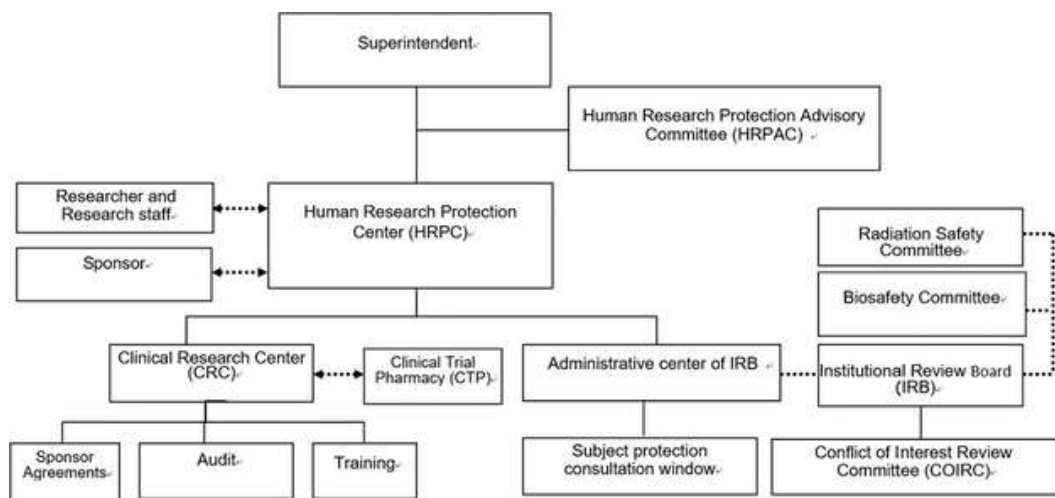 Superintendent
Human Research Protection Advisory
Committee (HRPAC)
Researcher and
Research staff
Human Research Protection
Center (HRPC)
Sponsor
Radiation Safety
Committee
Biosafety Committee
Clinical Research Center
(CRC)
Clinical Trial
Pharmacy (CTP)
Administrative center of IRB
Institutional Review Board
(IRB)
Sponsor
Agreements
Audit
Training
Subject protection
consultation window
Conflict of Interest Review
Committee (COIRC)